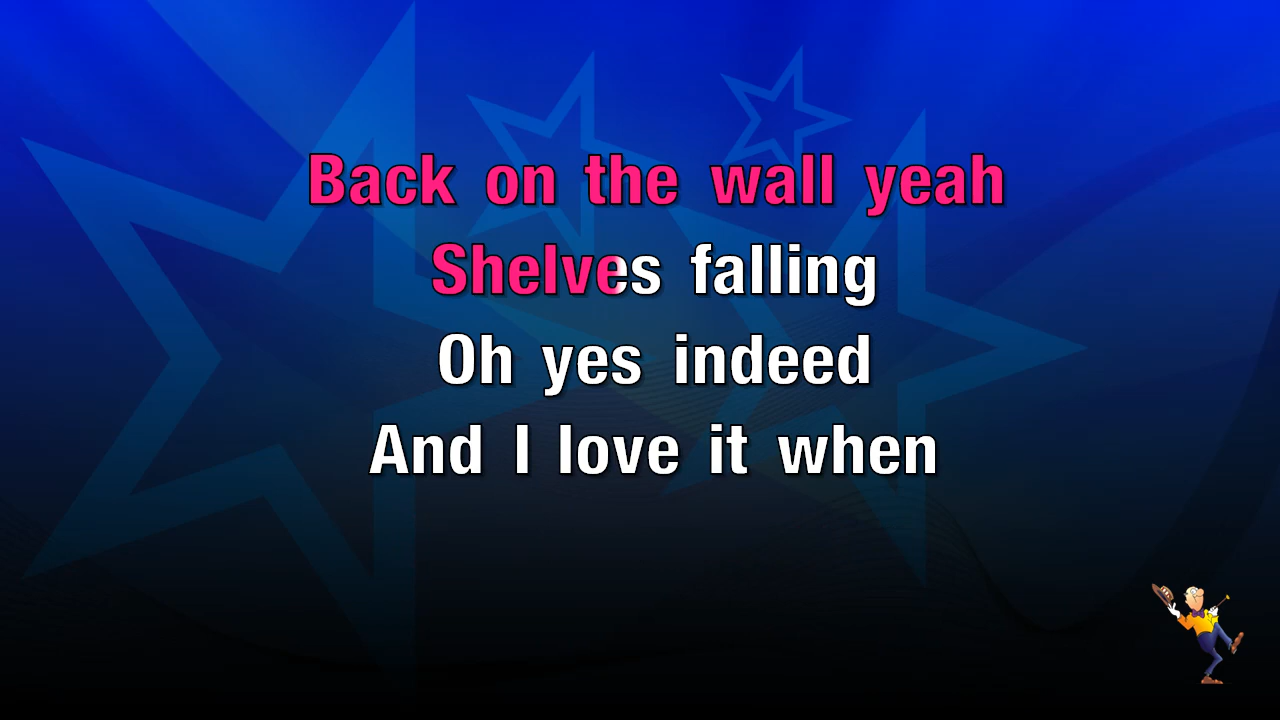 Back on the wall yeah
Shelves falling
Oh yes indeed
And I love it when